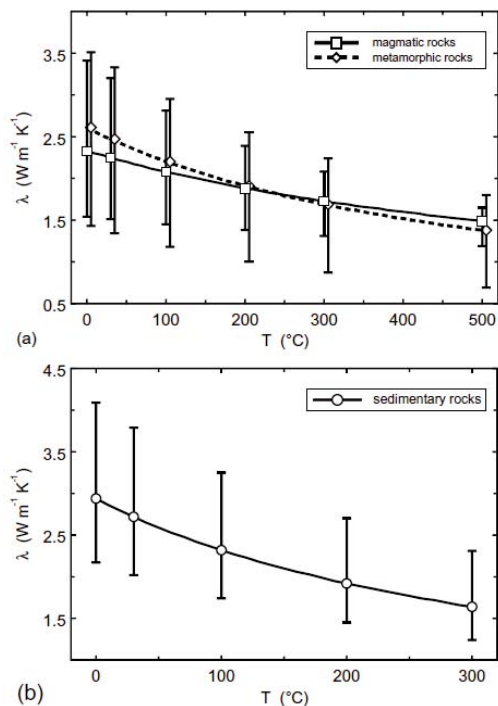 magmatic rocks
metamorphic rocks
3.5
2.5
1.5
0.5
λ (W m⁻¹ K⁻¹)
0 100 200 300 400 500
(a)
T (°C)
sedimentary rocks
4.5
3.5
2.5
1.5
λ (W m⁻¹ K⁻¹)
0 100 200 300
(b)
T (°C)